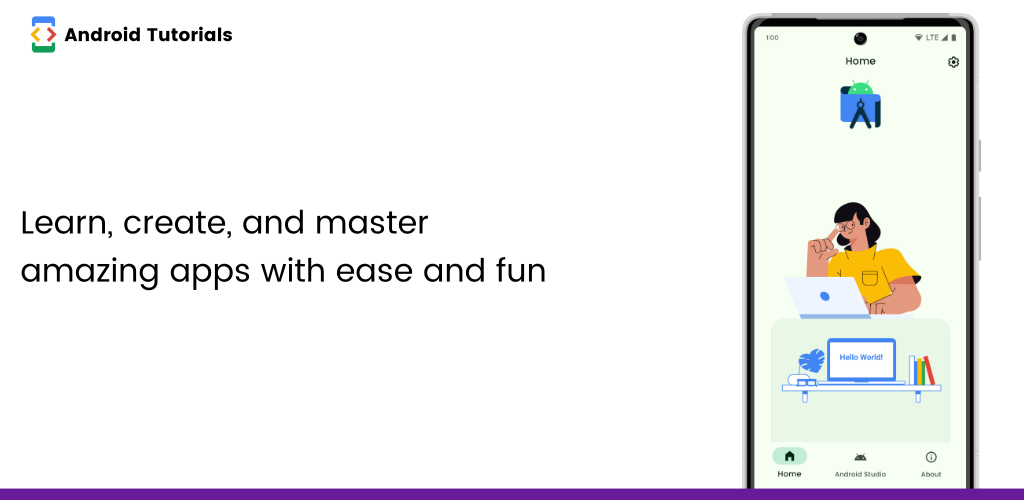 Android Tutorials
Learn, create, and master
amazing apps with ease and fun
1:00
LTE
Home
Hello World!
Home
Android Studio
About